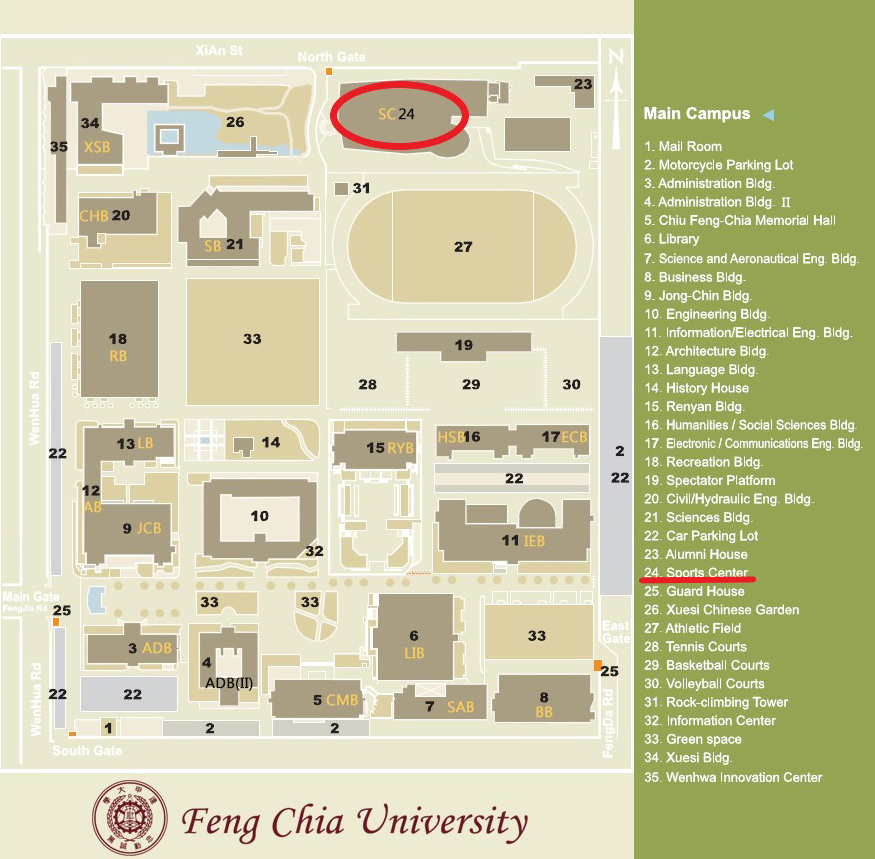 XiAn St
North Gate
N
23
34
XSB
26
SC 24
35
31
CHB 20
SB 21
27
18
RB
33
19
28
29
30
WenHua Rd
22
13 LB
14
15 RYB
HSB 16
17 ECB
2
22
22
12
AB
9 JCB
10
32
11 IEB
Main Gate
FengJia Rd
25
33
33
6
LIB
33
East
Gate
25
3 ADB
4
ADB(II)
WenHua Rd
22
22
5 CMB
7 SAB
8
BB
FengDa Rd
1
2
2
South Gate
Feng Chia University
Main Campus
1. Mail Room
2. Motorcycle Parking Lot
3. Administration Bldg.
4. Administration Bldg. Ⅱ
5. Chiu Feng-Chia Memorial Hall
6. Library
7. Science and Aeronautical Eng. Bldg.
8. Business Bldg.
9. Jong-Chin Bldg.
10. Engineering Bldg.
11. Information/Electrical Eng. Bldg.
12. Architecture Bldg.
13. Language Bldg.
14. History House
15. Renyan Bldg.
16. Humanities / Social Sciences Bldg.
17. Electronic / Communications Eng. Bldg.
18. Recreation Bldg.
19. Spectator Platform
20. Civil/Hydraulic Eng. Bldg.
21. Sciences Bldg.
22. Car Parking Lot
23. Alumni House
24. Sports Center
25. Guard House
26. Xuesi Chinese Garden
27. Athletic Field
28. Tennis Courts
29. Basketball Courts
30. Volleyball Courts
31. Rock-climbing Tower
32. Information Center
33. Green space
34. Xuesi Bldg.
35. Wenhwa Innovation Center